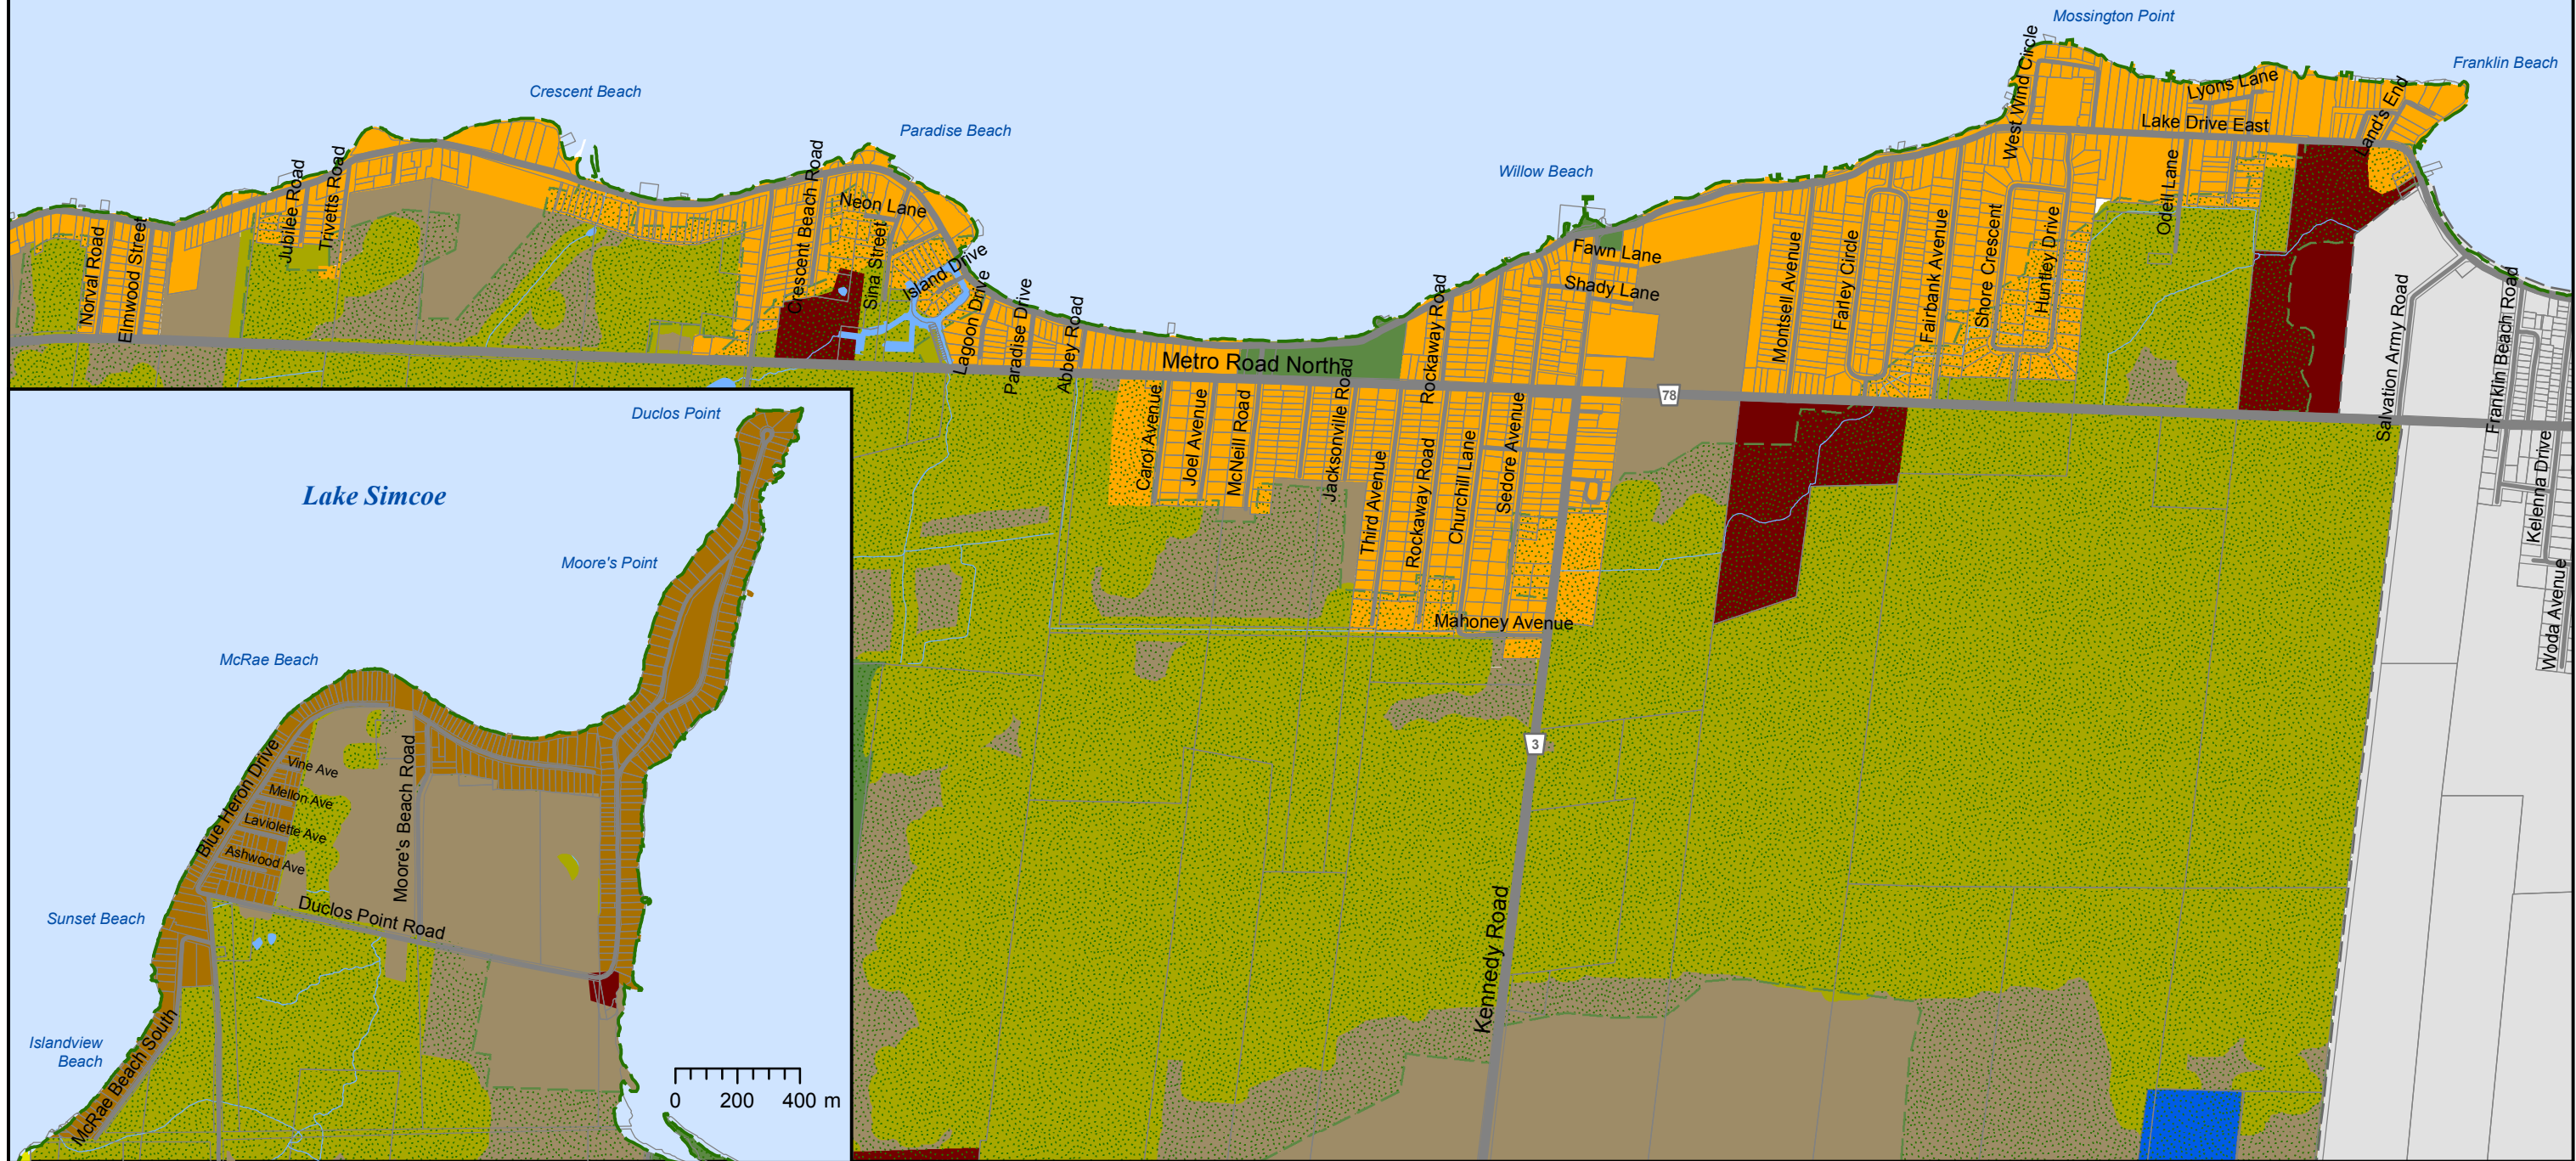 Mossington Point
Franklin Beach
Crescent Beach
Paradise Beach
Willow Beach
West Wind Circle
Lyons Lane
Land's End
Lake Drive East
Odell Lane
Norval Road
Elmwood Street
Jubilee Road
Trivetts Road
Crescent Beach Road
Neon Lane
Sina Street
Island Drive
Lagoon Drive
Paradise Drive
Abbey Road
Metro Road North
Rockaway Road
Fawn Lane
Shady Lane
Montsell Avenue
Farley Circle
Fairbank Avenue
Shore Crescent
Huntley Drive
Salvation Army Road
Franklin Beach Road
Kelenna Drive
Woda Avenue
78
Carol Avenue
Joel Avenue
McNeill Road
Jacksonville Road
Third Avenue
Rockaway Road
Churchill Lane
Sedore Avenue
Mahoney Avenue
3
Kennedy Road
Duclos Point
Lake Simcoe
Moore's Point
McRae Beach
Blue Heron Drive
Vine Ave
Mellon Ave
Laviolette Ave
Ashwood Ave
Moore's Beach Road
Duclos Point Road
Sunset Beach
Islandview
Beach
McRae Beach South
0 200 400 m